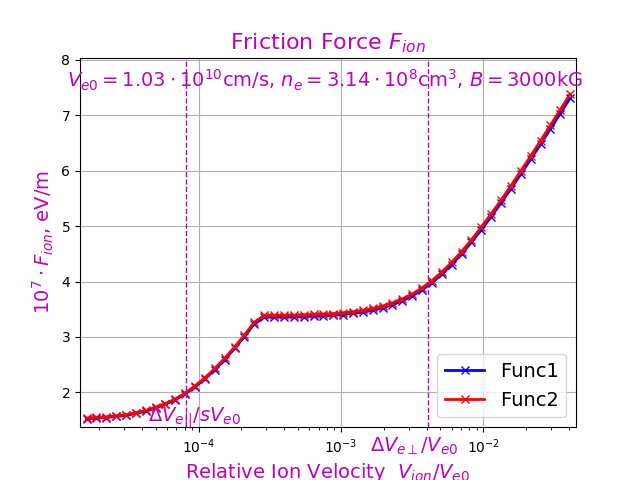 Friction Force $F_{ion}$
$V_{e0} = 1.03 \cdot 10^{10}$cm/s, $n_e = 3.14 \cdot 10^{8}$cm$^3$, $B = 3000$kG
8
7
6
5
4
3
2
$10^7 \cdot F_{ion}$, eV/m
Func1
Func2
$\Delta V_{e||}/sV_{e0}$
$10^{-4}$ $10^{-3}$ $10^{-2}$
$\Delta V_{e\perp}/V_{e0}$
Relative Ion Velocity $V_{ion}/V_{e0}$